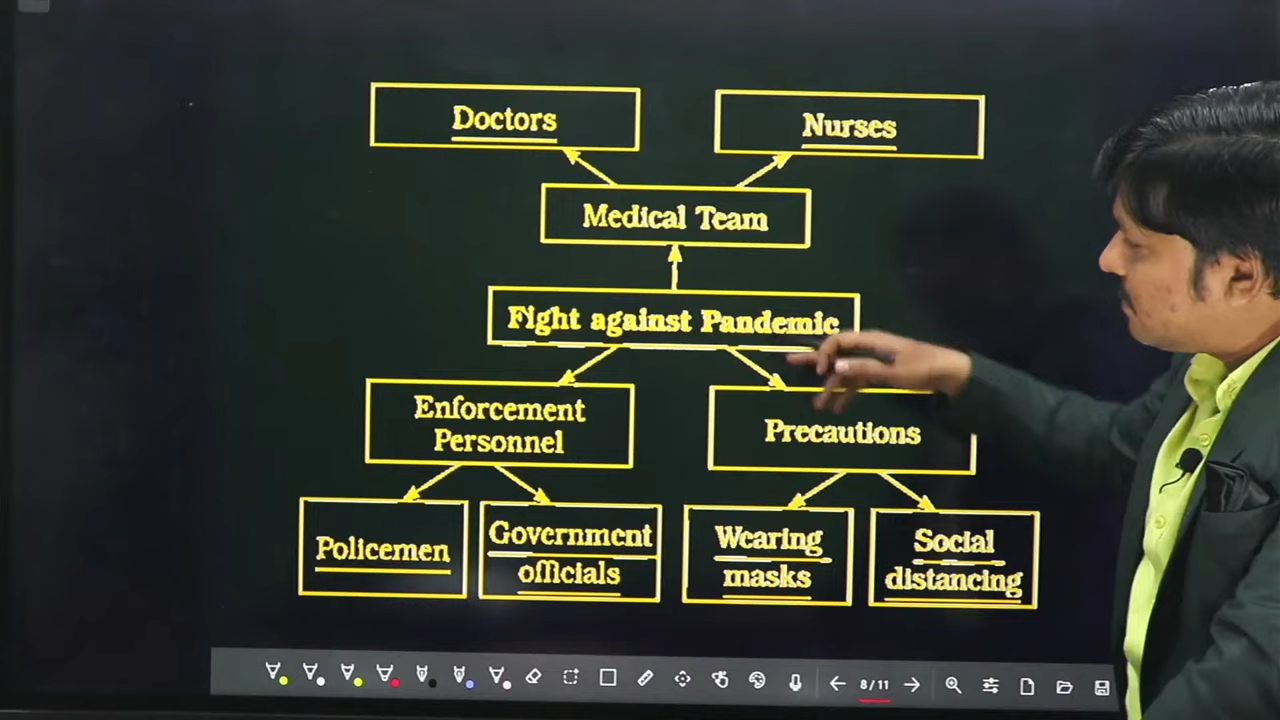 Doctors
Nurses
Medical Team
Fight against Pandemic
Enforcement
Personnel
Precautions
Policemen
Government
officials
Wearing
masks
Social
distancing
8/11